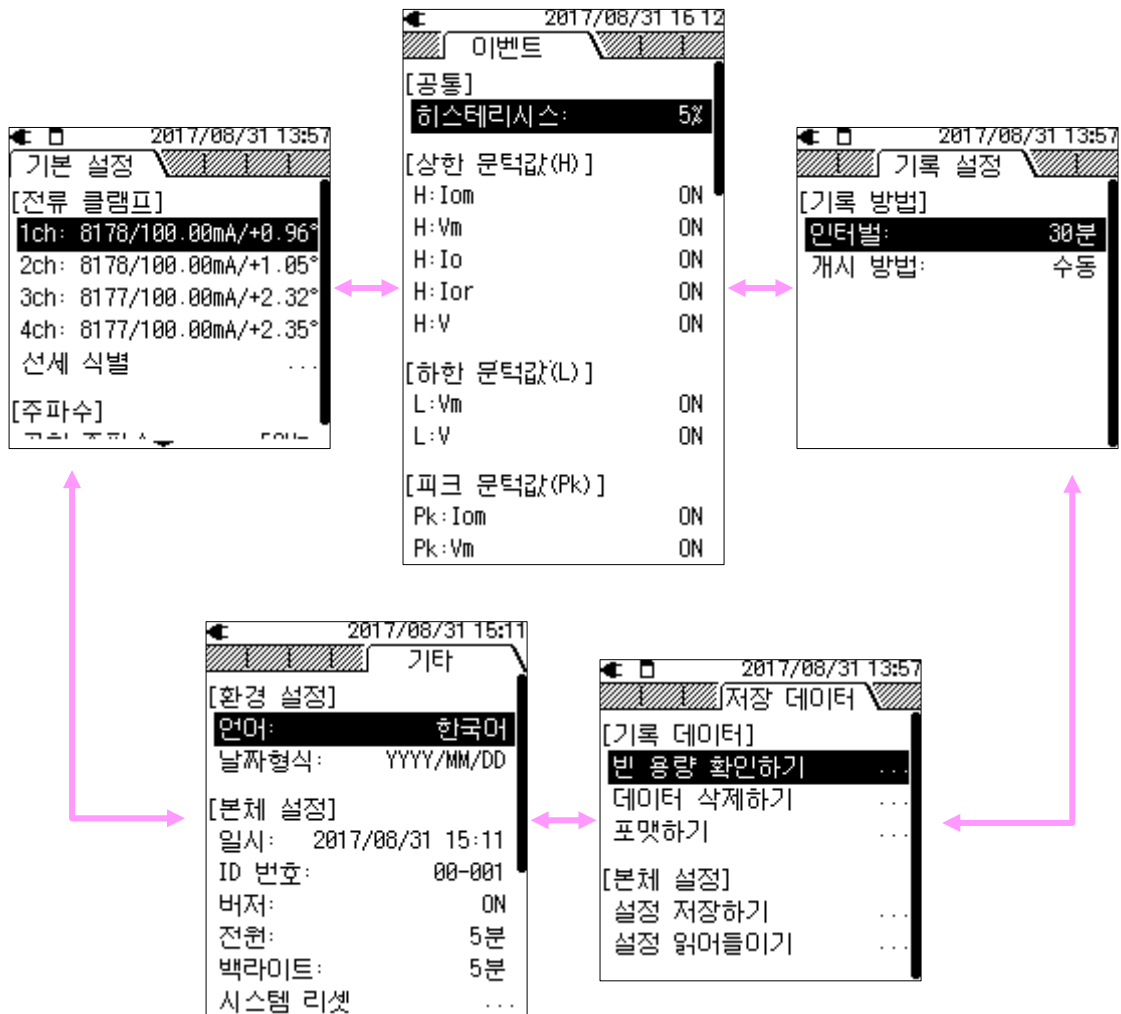 2017/08/31 13:57
기본 설정
[전류 클램프]
1ch: 8178/100.00mA/+0.96°
2ch: 8178/100.00mA/+1.05°
3ch: 8177/100.00mA/+2.32°
4ch: 8177/100.00mA/+2.35°
선세 식별 ...
[주파수]
2017/08/31 16 12
이벤트
[공통]
히스테리시스: 5%
[상한 문턱값(H)]
H:Iom ON
H:Vm ON
H:Io ON
H:Ior ON
H:V ON
[하한 문턱값(L)]
L:Vm ON
L:V ON
[피크 문턱값(Pk)]
Pk:Iom ON
Pk:Vm ON
2017/08/31 13:57
기록 설정
[기록 방법]
인터벌: 30분
개시 방법: 수동
2017/08/31 15:11
기타
[환경 설정]
언어: 한국어
날짜형식: YYYY/MM/DD
[본체 설정]
일시: 2017/08/31 15:11
ID 번호: 00-001
버저: ON
전원: 5분
백라이트: 5분
시스템 리셋 ...
2017/08/31 13:57
저장 데이터
[기록 데이터]
빈 용량 확인하기 ...
데이터 삭제하기 ...
포맷하기 ...
[본체 설정]
설정 저장하기 ...
설정 읽어들이기 ...